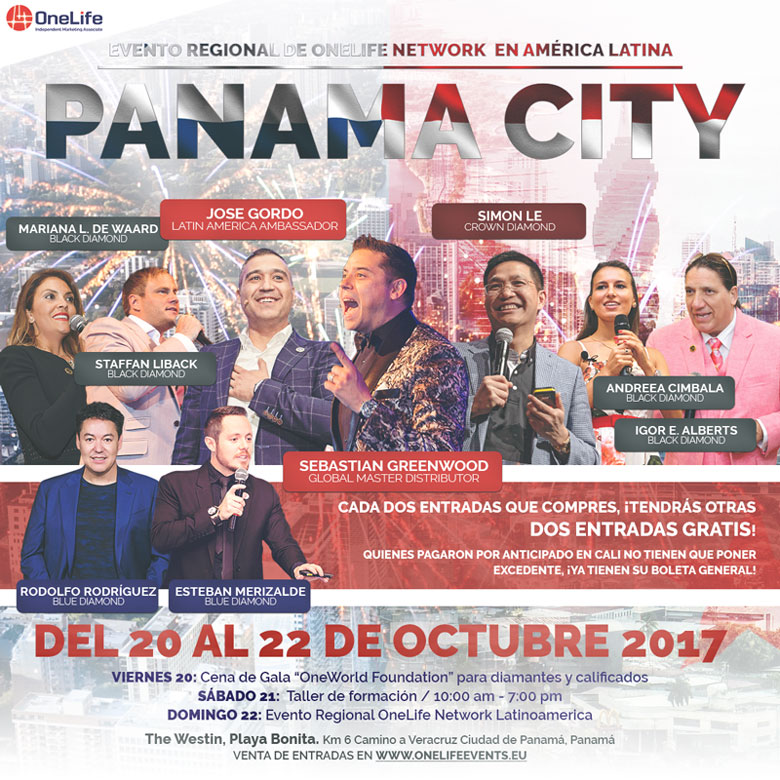 OneLife
Independent Marketing Associate
EVENTO REGIONAL DE ONELIFE NETWORK EN AMÉRICA LATINA
PANAMA CITY
MARIANA L. DE WAARD
BLACK DIAMOND
JOSE GORDO
LATIN AMERICA AMBASSADOR
SIMON LE
CROWN DIAMOND
STAFFAN LIBACK
BLACK DIAMOND
ANDREEA CIMBALA
BLACK DIAMOND
IGOR E. ALBERTS
BLACK DIAMOND
SEBASTIAN GREENWOOD
GLOBAL MASTER DISTRIBUTOR
CADA DOS ENTRADAS QUE COMPRES, ¡TENDRÁS OTRAS
DOS ENTRADAS GRATIS!
QUIENES PAGARON POR ANTICIPADO EN CALI NO TIENEN QUE PONER
EXCEDENTE, ¡YA TIENEN SU BOLETA GENERAL!
RODOLFO RODRÍGUEZ
BLUE DIAMOND
ESTEBAN MERIZALDE
BLUE DIAMOND
DEL 20 AL 22 DE OCTUBRE 2017
VIERNES 20: Cena de Gala “OneWorld Foundation” para diamantes y calificados
SÁBADO 21: Taller de formación / 10:00 am - 7:00 pm
DOMINGO 22: Evento Regional OneLife Network Latinoamerica
The Westin, Playa Bonita. Km 6 Camino a Veracruz Ciudad de Panamá, Panamá
VENTA DE ENTRADAS EN WWW.ONELIFEEVENTS.EU